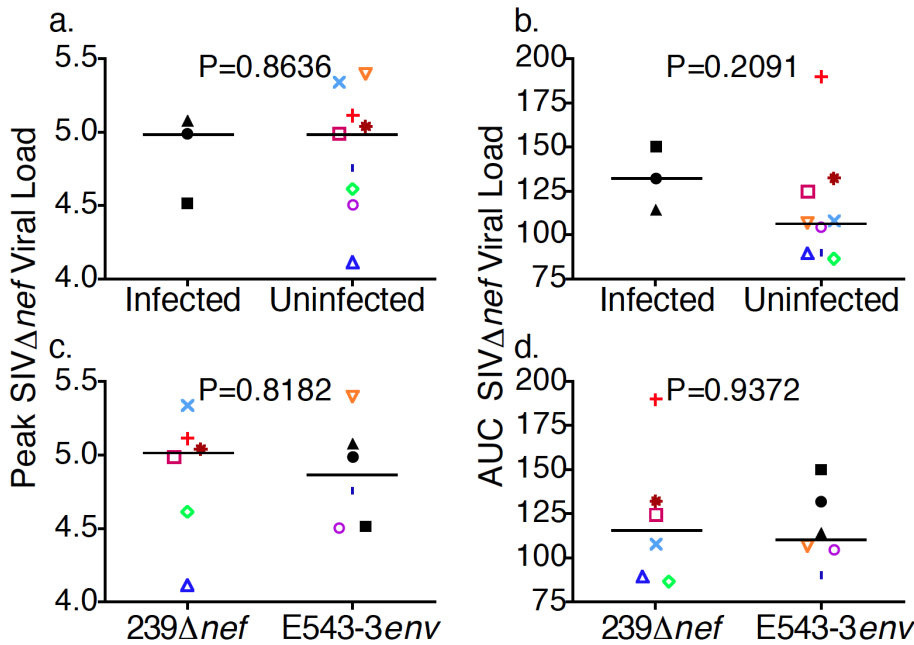 a.
P=0.8636
5.5
5.0
4.5
4.0
Infected Uninfected
b.
P=0.2091
200
175
150
125
100
75
Infected Uninfected
c.
P=0.8182
5.5
5.0
4.5
4.0
239Δnef E543-3env
d.
P=0.9372
200
175
150
125
100
75
239Δnef E543-3env
Peak SIVΔnef Viral Load
AUC SIVΔnef Viral Load